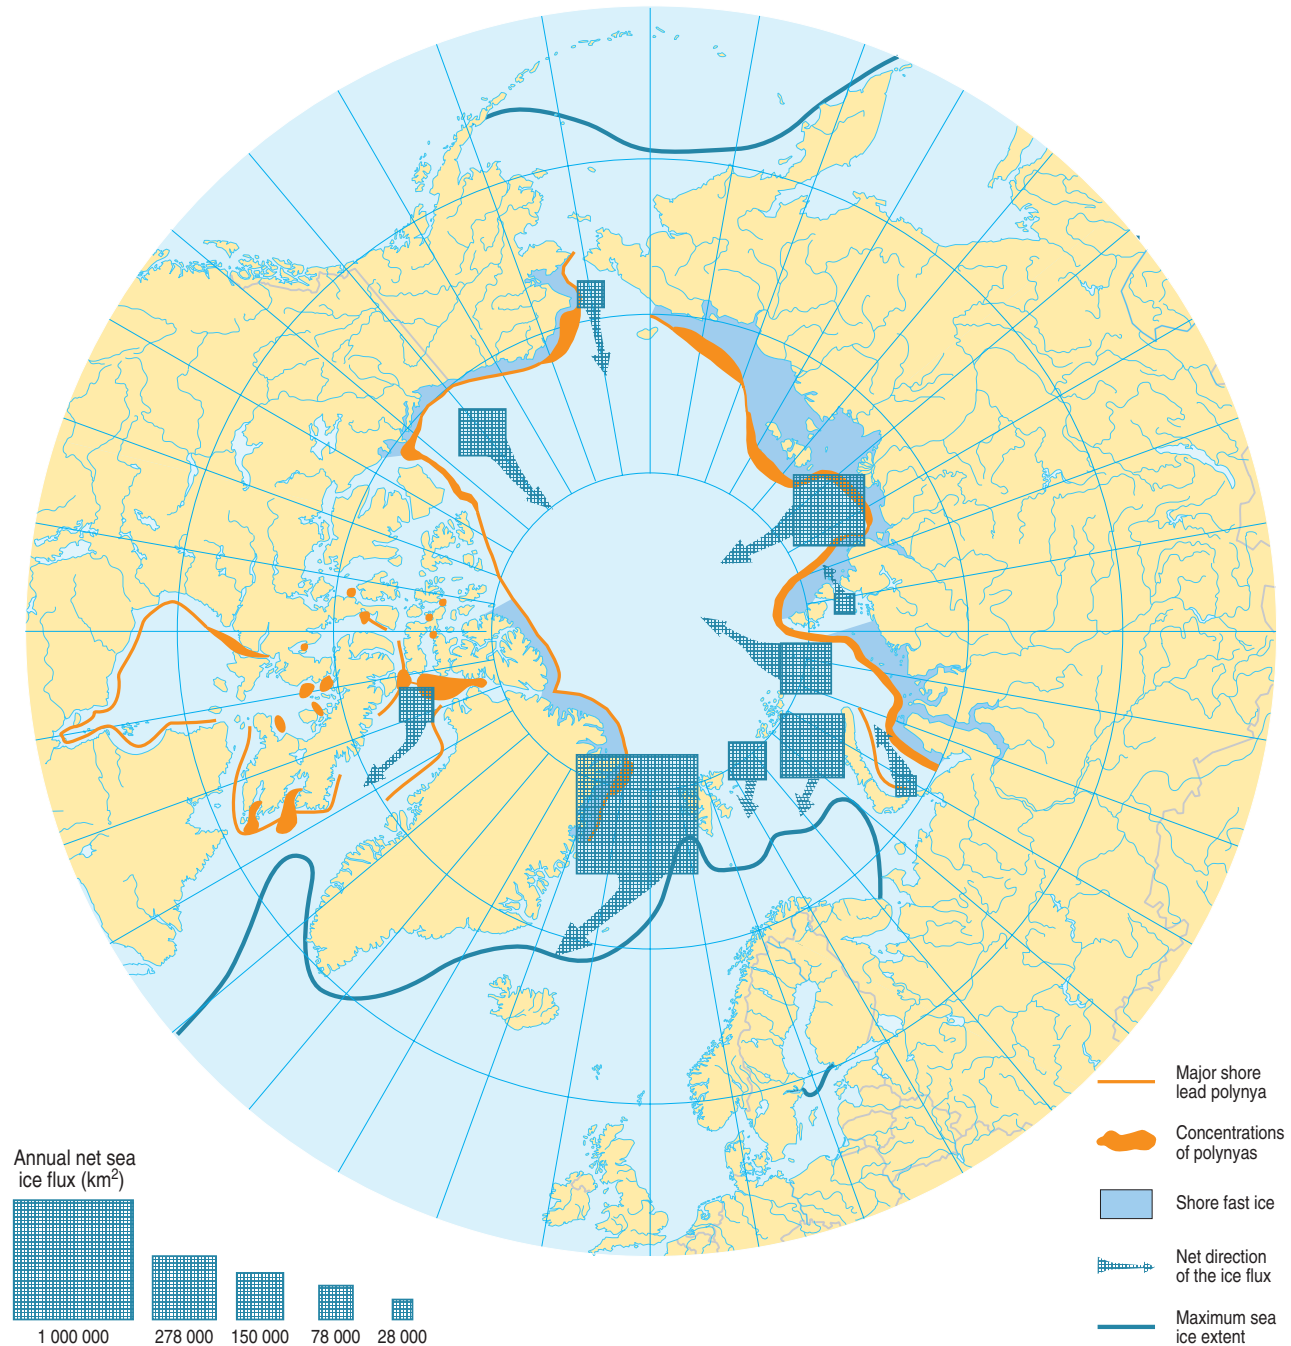 Major shore
lead polynya
Concentrations
of polynyas
Shore fast ice
Net direction
of the ice flux
Maximum sea
ice extent
Annual net sea
ice flux (km²)
1 000 000
278 000
150 000
78 000
28 000